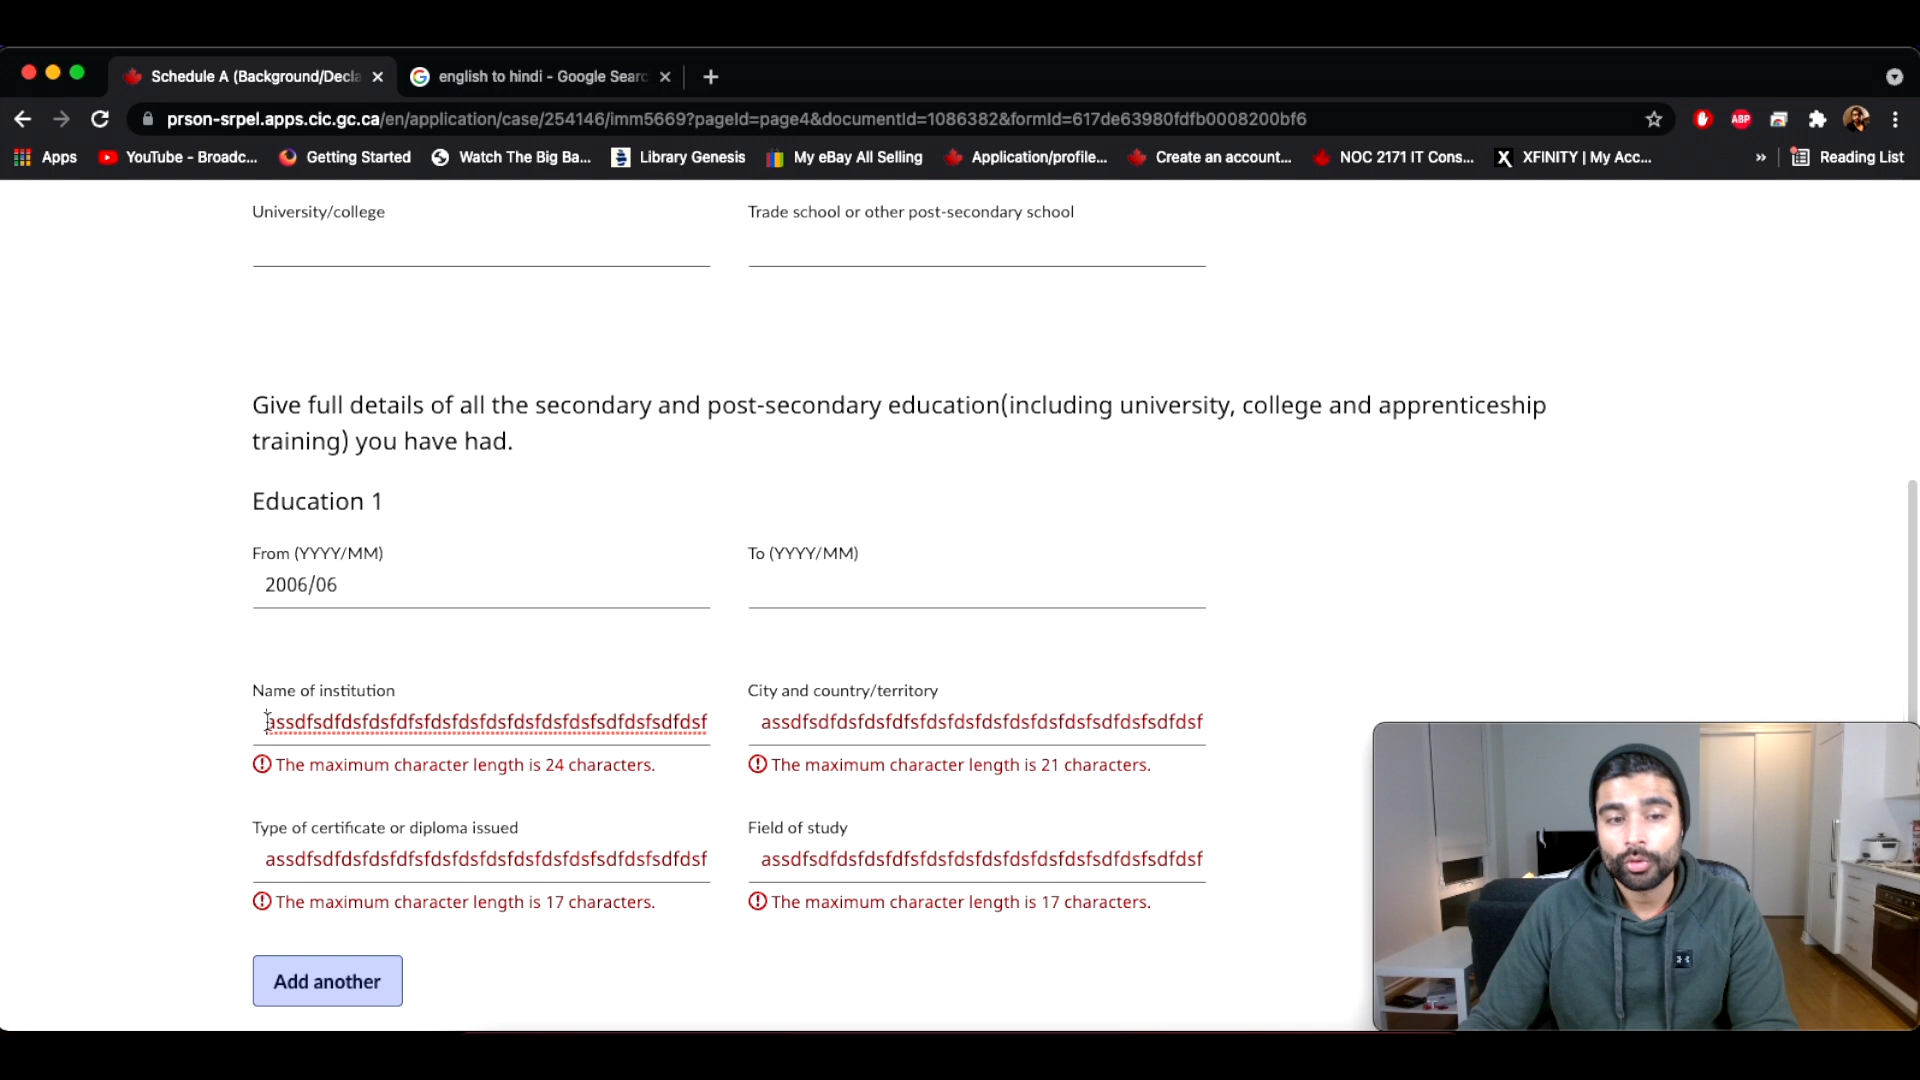 Schedule A (Background/Decla
english to hindi - Google Searc
prson-srpel.apps.cic.gc.ca/en/application/case/254146/imm5669?pageId=page4&documentId=1086382&formId=617de63980fdfb0008200bf6
ABP
Apps
YouTube - Broadc...
Getting Started
Watch The Big Ba...
Library Genesis
My eBay All Selling
Application/profile...
Create an account...
NOC 2171 IT Cons...
XFINITY | My Acc...
»
Reading List
University/college
Trade school or other post-secondary school
Give full details of all the secondary and post-secondary education(including university, college and apprenticeship
training) you have had.
Education 1
From (YYYY/MM)
To (YYYY/MM)
2006/06
Name of institution
City and country/territory
assdfsdfdsfdsfdfsfdsfdsfdsfdsfdsfdsfsdfdsfsdfdsf
assdfsdfdsfdsfdfsfdsfdsfdsfdsfdsfdsfsdfdsfsdfdsf
The maximum character length is 24 characters.
The maximum character length is 21 characters.
Type of certificate or diploma issued
Field of study
assdfsdfdsfdsfdfsfdsfdsfdsfdsfdsfdsfsdfdsfsdfdsf
assdfsdfdsfdsfdfsfdsfdsfdsfdsfdsfdsfsdfdsfsdfdsf
The maximum character length is 17 characters.
The maximum character length is 17 characters.
Add another